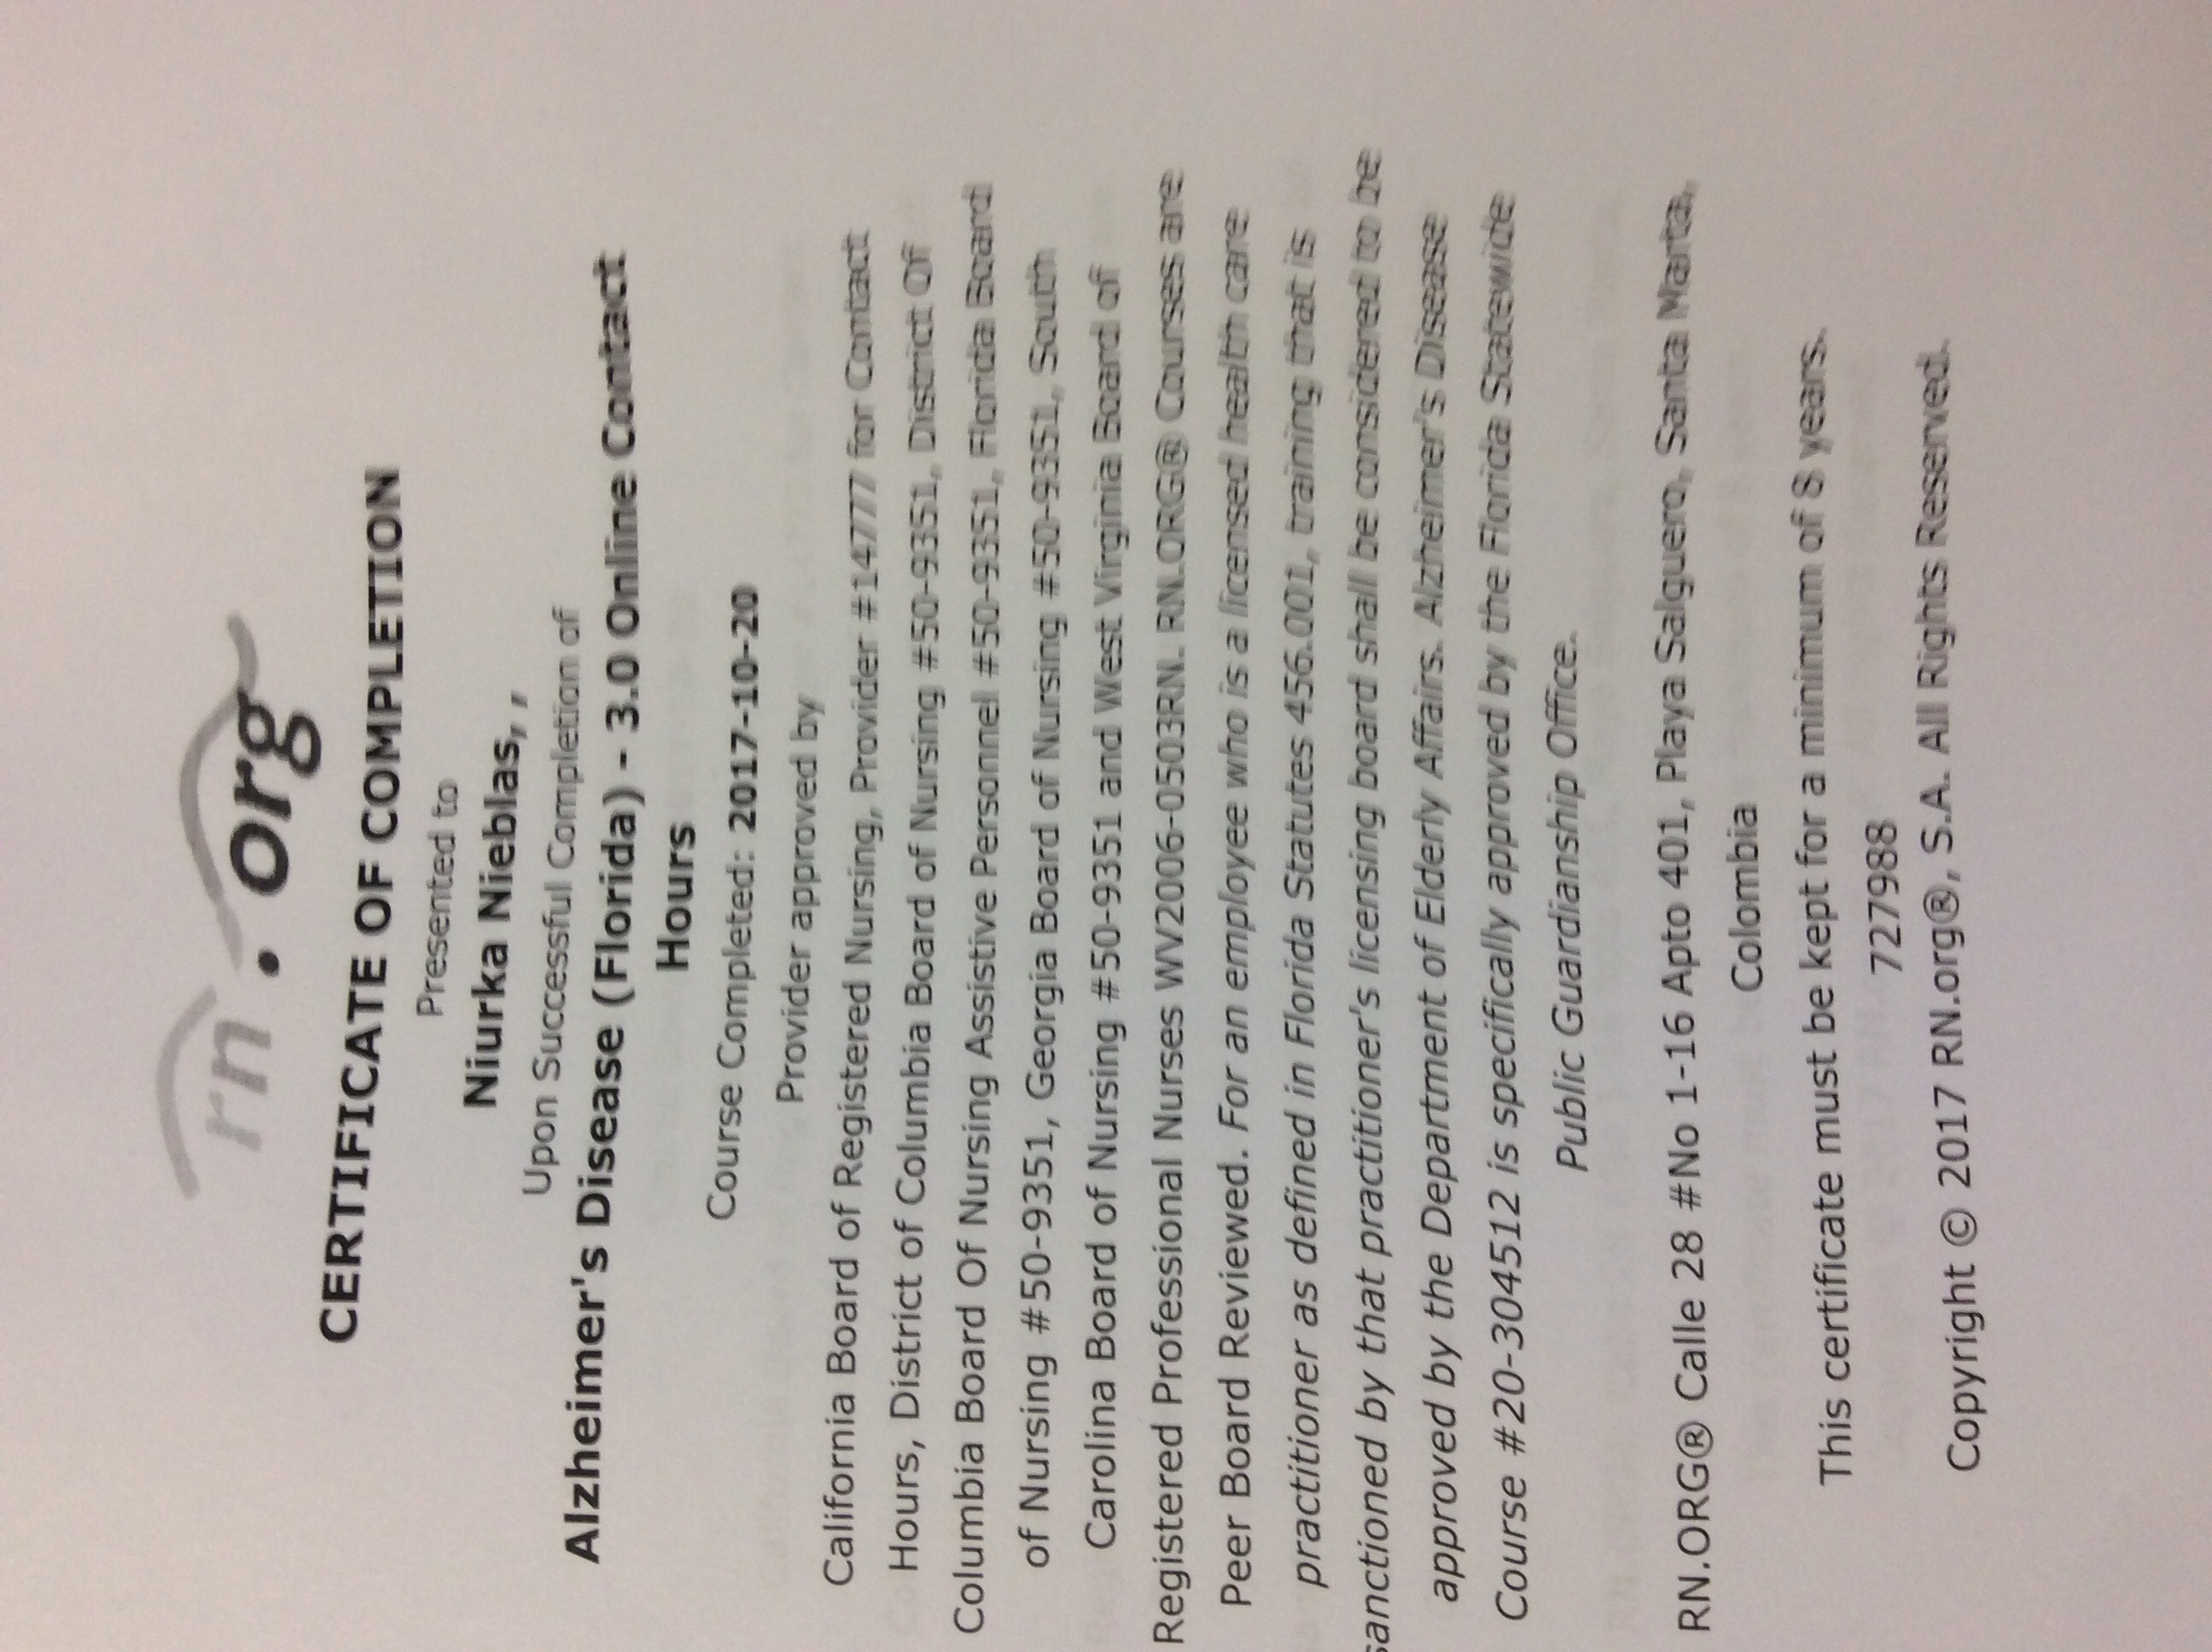 rn.org
CERTIFICATE OF COMPLETION
Presented to
Niurka Nieblas, ,
Upon Successful Completion of
Alzheimer's Disease (Florida) - 3.0 Online Contact
Hours
Course Completed: 2017-10-20
Provider approved by
California Board of Registered Nursing, Provider #14777 for Contact
Hours, District of Columbia Board of Nursing #50-9351, District Of
Columbia Board Of Nursing Assistive Personnel #50-9351, Florida Board
of Nursing #50-9351, Georgia Board of Nursing #50-9351, South
Carolina Board of Nursing #50-9351 and West Virginia Board of
Registered Professional Nurses WV2006-0503RN. RN.ORG® Courses are
Peer Board Reviewed. For an employee who is a licensed health care
practitioner as defined in Florida Statutes 456.001, training that is
sanctioned by that practitioner's licensing board shall be considered to be
approved by the Department of Elderly Affairs. Alzheimer's Disease
Course #20-304512 is specifically approved by the Florida Statewide
Public Guardianship Office.
RN.ORG® Calle 28 #No 1-16 Apto 401, Playa Salguero, Santa Marta,
Colombia
This certificate must be kept for a minimum of 8 years.
727988
Copyright © 2017 RN.org®, S.A. All Rights Reserved.